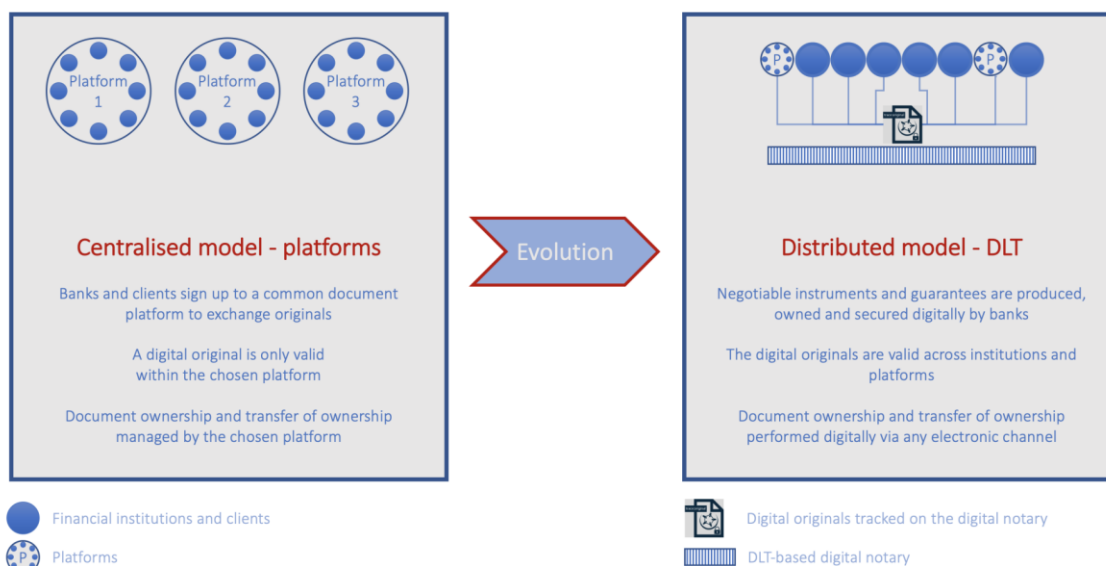 Platform
1
Platform
2
Platform
3
Centralised model - platforms
Banks and clients sign up to a common document
platform to exchange originals
A digital original is only valid
within the chosen platform
Document ownership and transfer of ownership
managed by the chosen platform
Evolution
P
P
Distributed model - DLT
Negotiable instruments and guarantees are produced,
owned and secured digitally by banks
The digital originals are valid across institutions and
platforms
Document ownership and transfer of ownership
performed digitally via any electronic channel
Financial institutions and clients
P
Platforms
Digital originals tracked on the digital notary
DLT-based digital notary